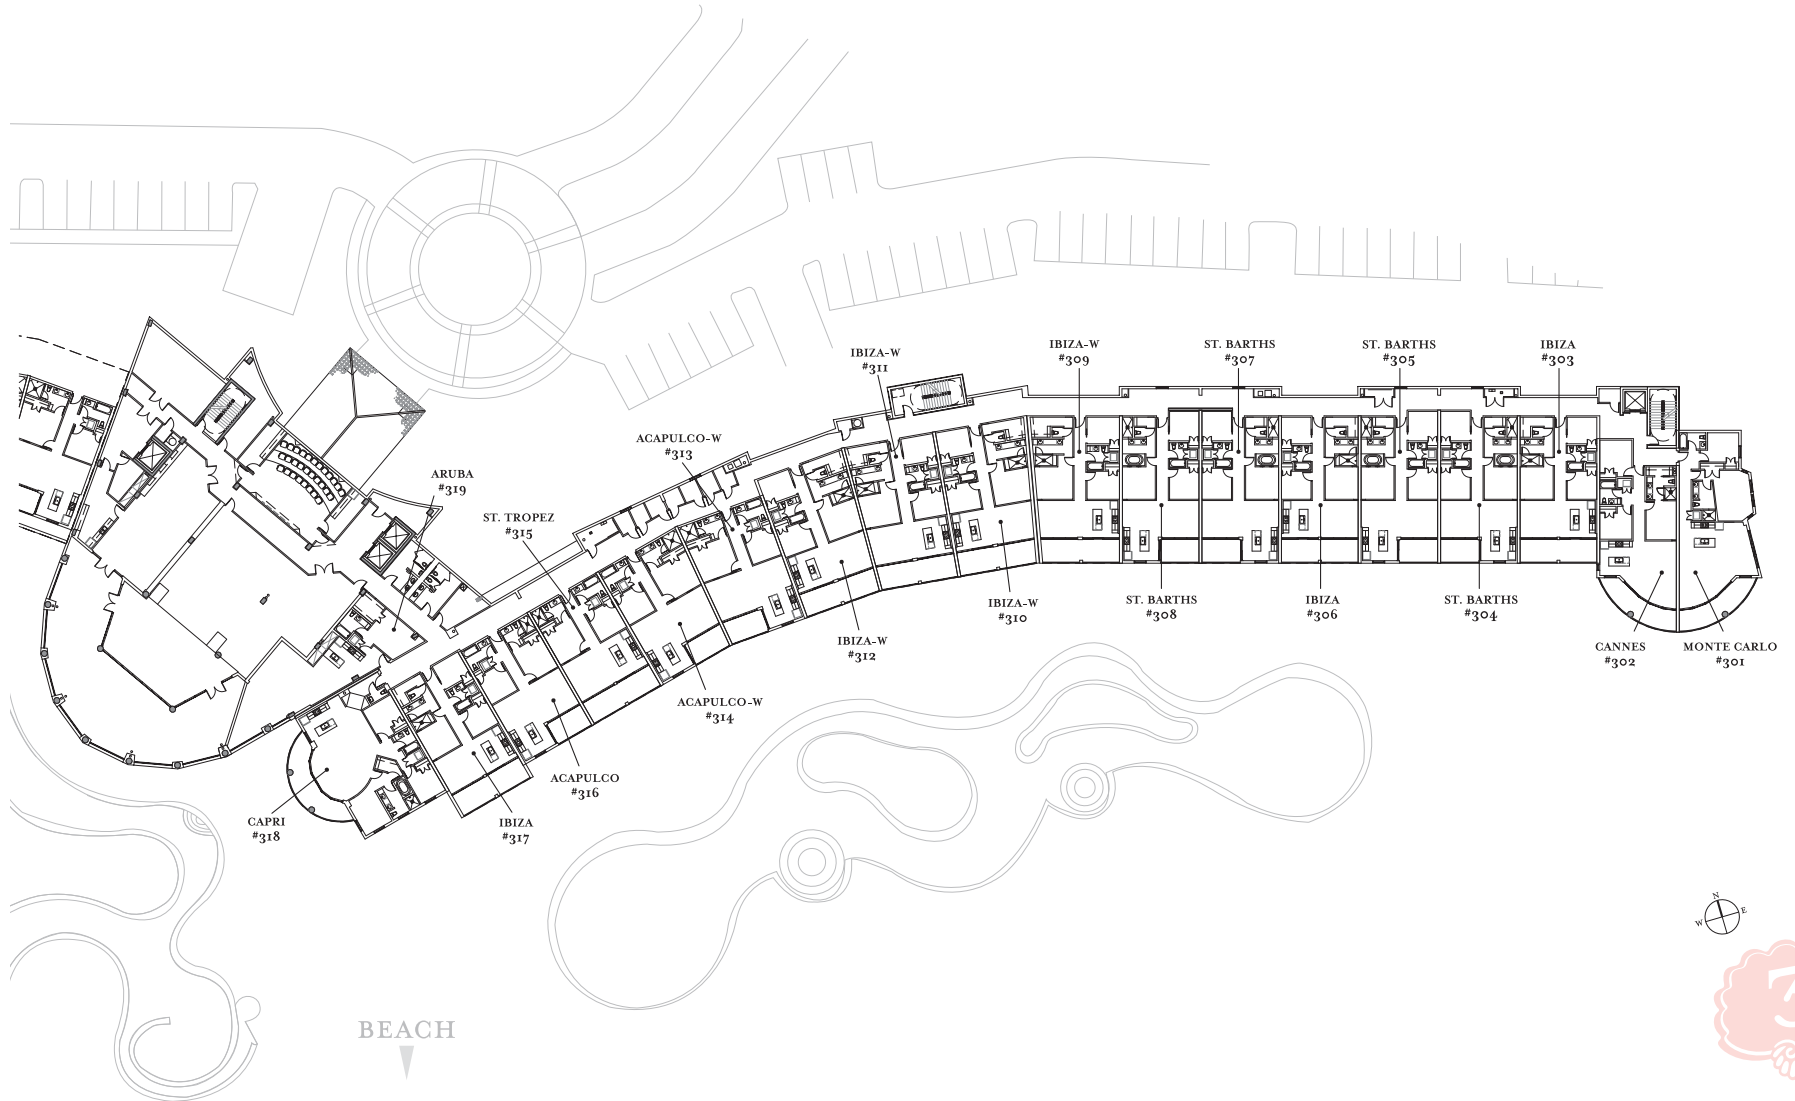 IBIZA-W
#309
ST. BARTHS
#307
ST. BARTHS
#305
IBIZA
#303
IBIZA-W
#311
ACAPULCO-W
#313
ARUBA
#319
ST. TROPEZ
#315
IBIZA-W
#310
ST. BARTHS
#308
IBIZA
#306
ST. BARTHS
#304
IBIZA-W
#312
CANNES
#302
MONTE CARLO
#301
ACAPULCO-W
#314
ACAPULCO
#316
CAPRI
#318
IBIZA
#317
N
W
E
3
BEACH